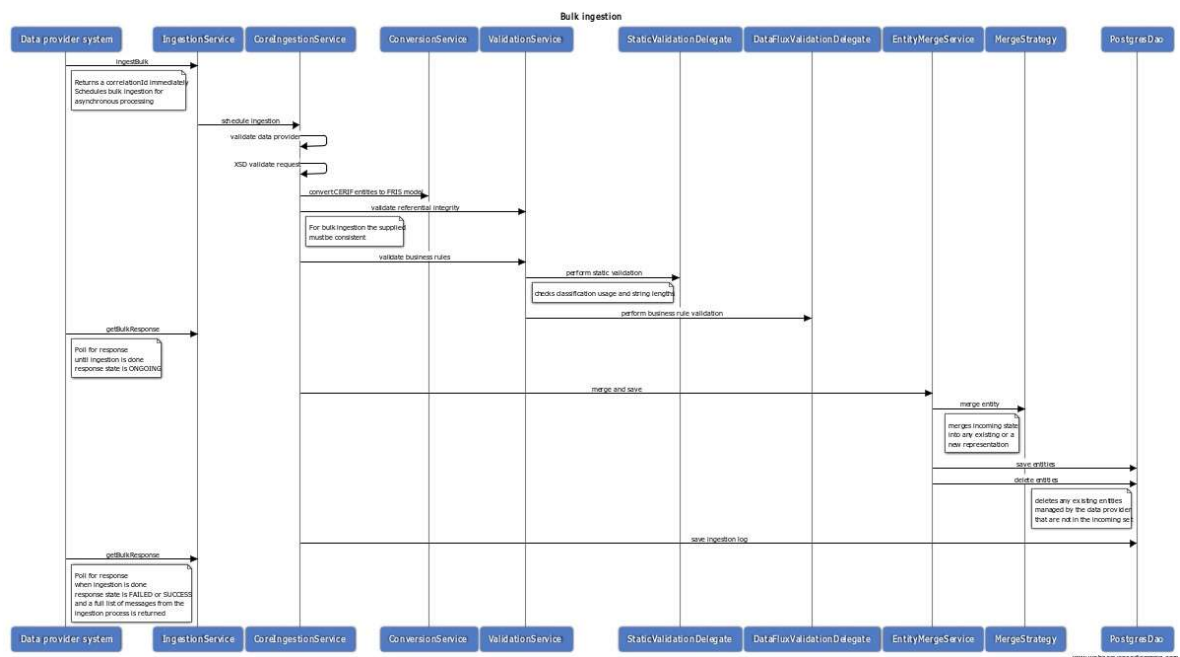 Bulk ingestion
Data provider system
IngestionService
CoreIngestionService
ConversionService
ValidationService
StaticValidationDelegate
DataFluxValidationDelegate
EntityMergeService
MergeStrategy
PostgresDao
ingestBulk
Returns a correlationId immediately
Schedules bulk ingestion for
asynchronous processing
schedule ingestion
validate data provider
XSD validate request
convert CERIF entities to FRIS model
validate referential integrity
For bulk ingestion the supplied
must be consistent
validate business rules
perform static validation
checks classification usage and string lengths
perform business rule validation
getBulkResponse
Poll for response
until ingestion is done
response state is ONGOING
merge and save
merge entity
merges incoming state
into any existing or a
new representation
save entities
delete entities
deletes any existing entities
managed by the data provider
that are not in the incoming set
save ingestion log
getBulkResponse
Poll for response
when ingestion is done
response state is FAILED or SUCCESS
and a full list of messages from the
ingestion process is returned
Data provider system
IngestionService
CoreIngestionService
ConversionService
ValidationService
StaticValidationDelegate
DataFluxValidationDelegate
EntityMergeService
MergeStrategy
PostgresDao